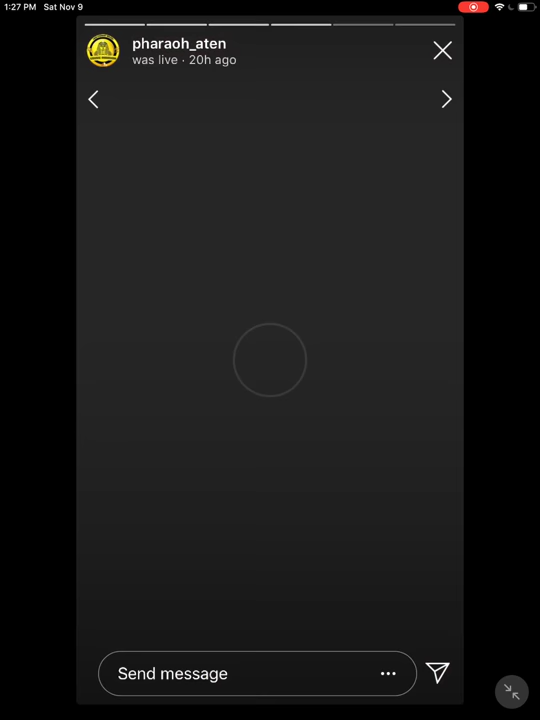 1:27 PM Sat Nov 9
pharaoh_aten
was live · 20h ago
Send message